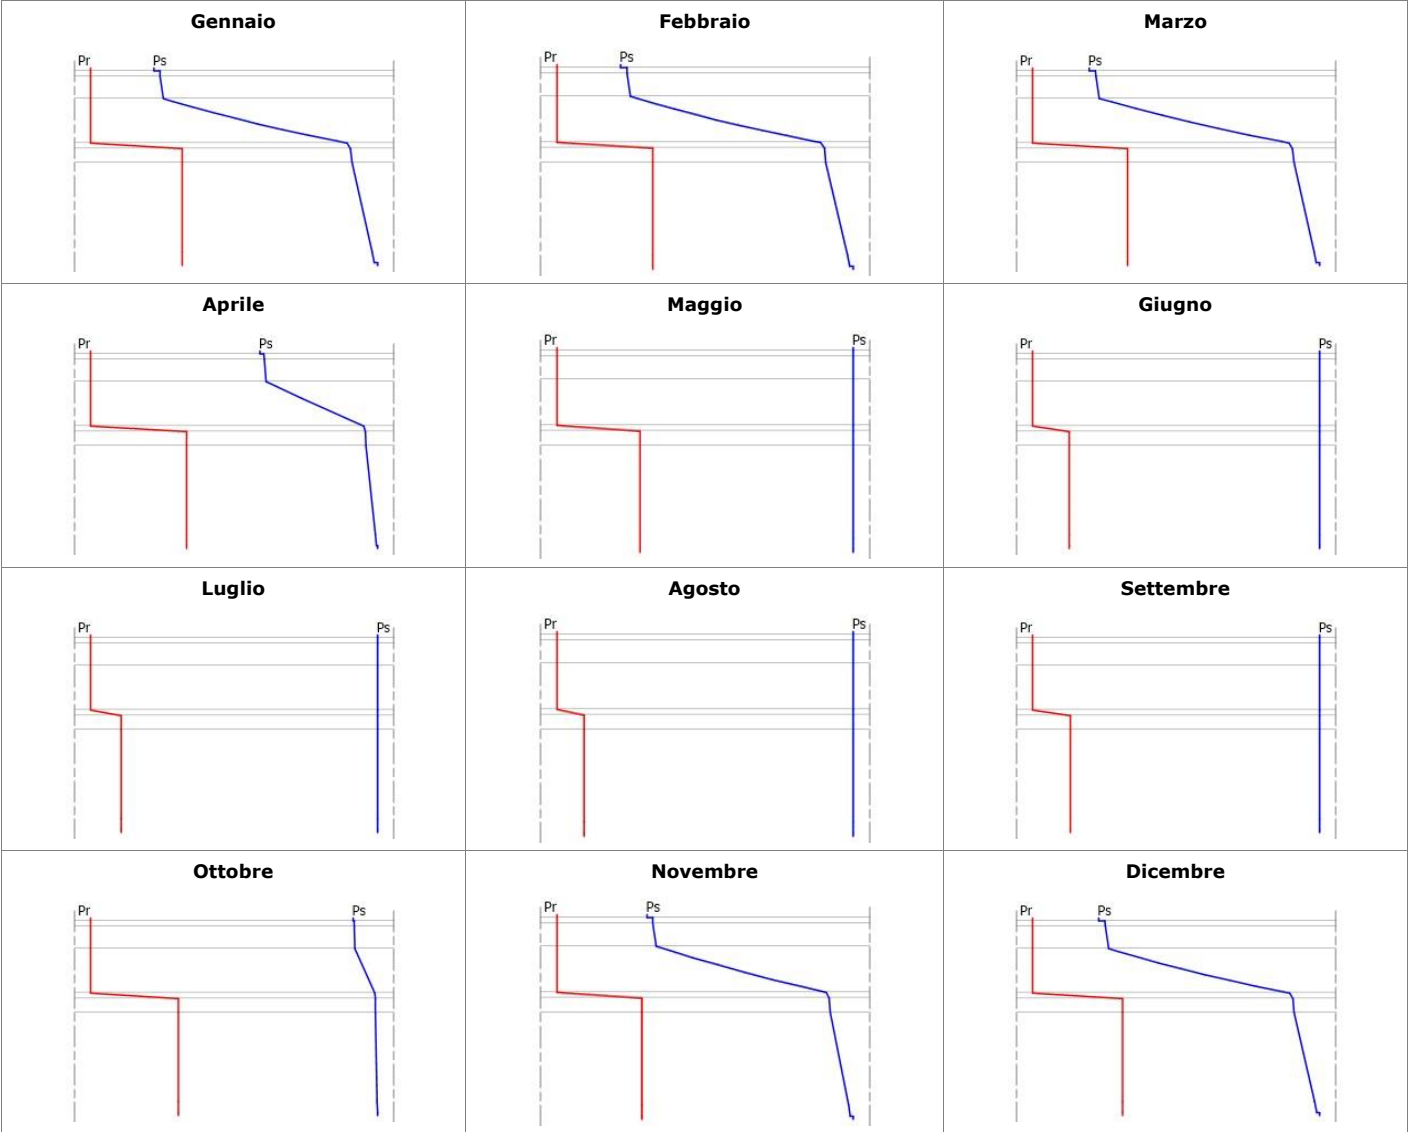 Gennaio
Febbraio
Marzo
Pr Ps
Pr Ps
Pr Ps
Aprile
Maggio
Giugno
Pr Ps
Pr Ps
Pr Ps
Luglio
Agosto
Settembre
Pr Ps
Pr Ps
Pr Ps
Ottobre
Novembre
Dicembre
Pr Ps
Pr Ps
Pr Ps